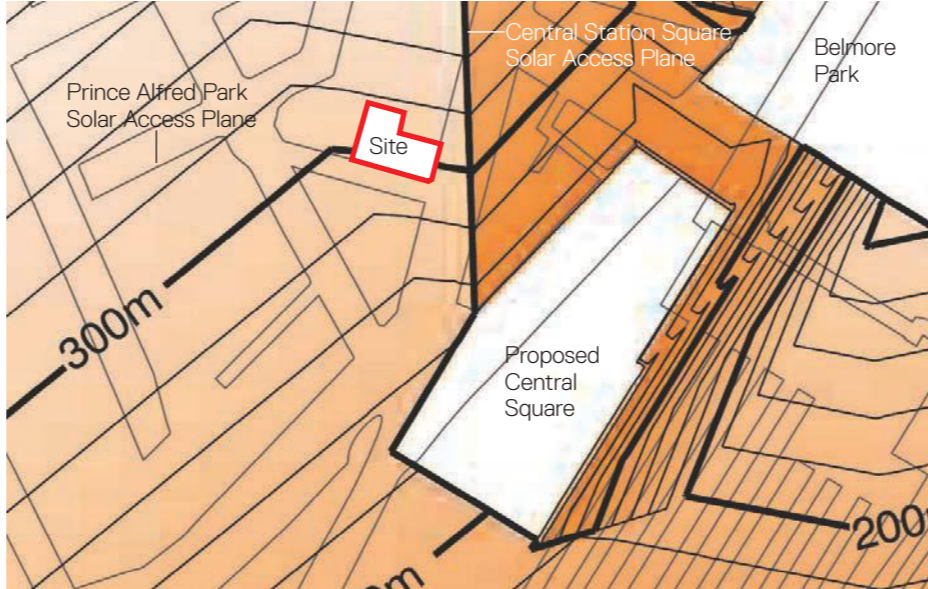 Central Station Square
Solar Access Plane
Belmore
Park
Prince Alfred Park
Solar Access Plane
Site
300m
Proposed
Central
Square